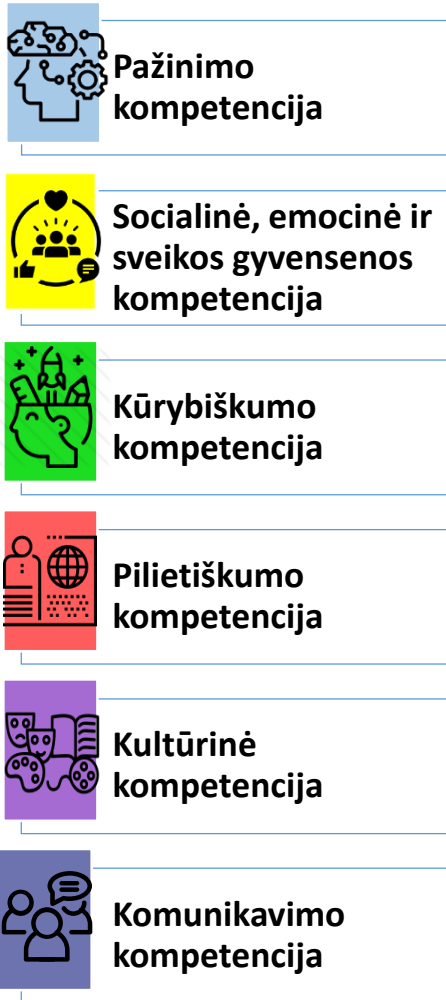 Pažinimo
kompetencija
Socialinė, emocinė ir
sveikos gyvensenos
kompetencija
Kūrybiškumo
kompetencija
Pilietiškumo
kompetencija
Kultūrinė
kompetencija
Komunikavimo
kompetencija